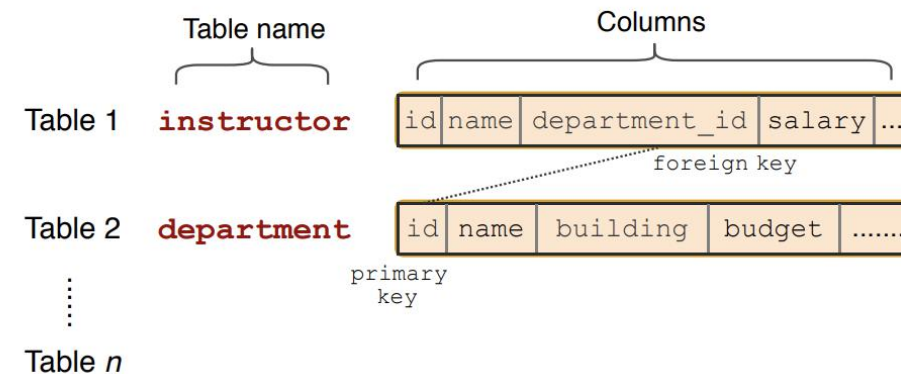 Table name Columns
Table 1 instructor id name department_id salary ...
foreign key
Table 2 department id name building budget .......
primary
key
Table n